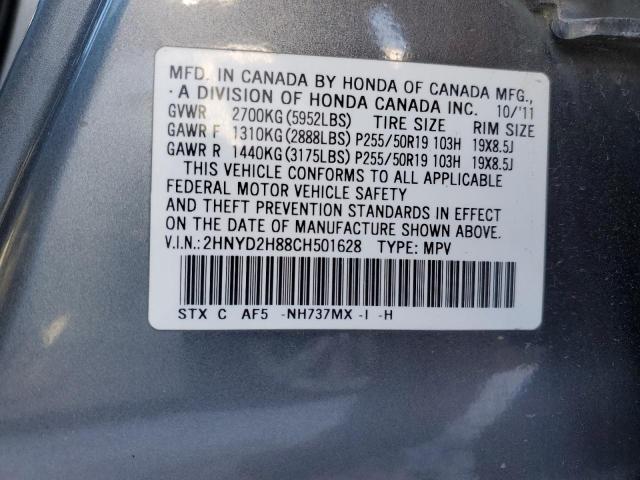 MFD. IN CANADA BY HONDA OF CANADA MFG.,
A DIVISION OF HONDA CANADA INC. 10/'11
GVWR 2700KG (5952LBS) TIRE SIZE RIM SIZE
GAWR F 1310KG (2888LBS) P255/50R19 103H 19X8.5J
GAWR R 1440KG (3175LBS) P255/50R19 103H 19X8.5J
THIS VEHICLE CONFORMS TO ALL APPLICABLE
FEDERAL MOTOR VEHICLE SAFETY
AND THEFT PREVENTION STANDARDS IN EFFECT
ON THE DATE OF MANUFACTURE SHOWN ABOVE.
V.I.N.: 2HNYD2H88CH501628 TYPE: MPV
STX C AF5 -NH737MX -I -H